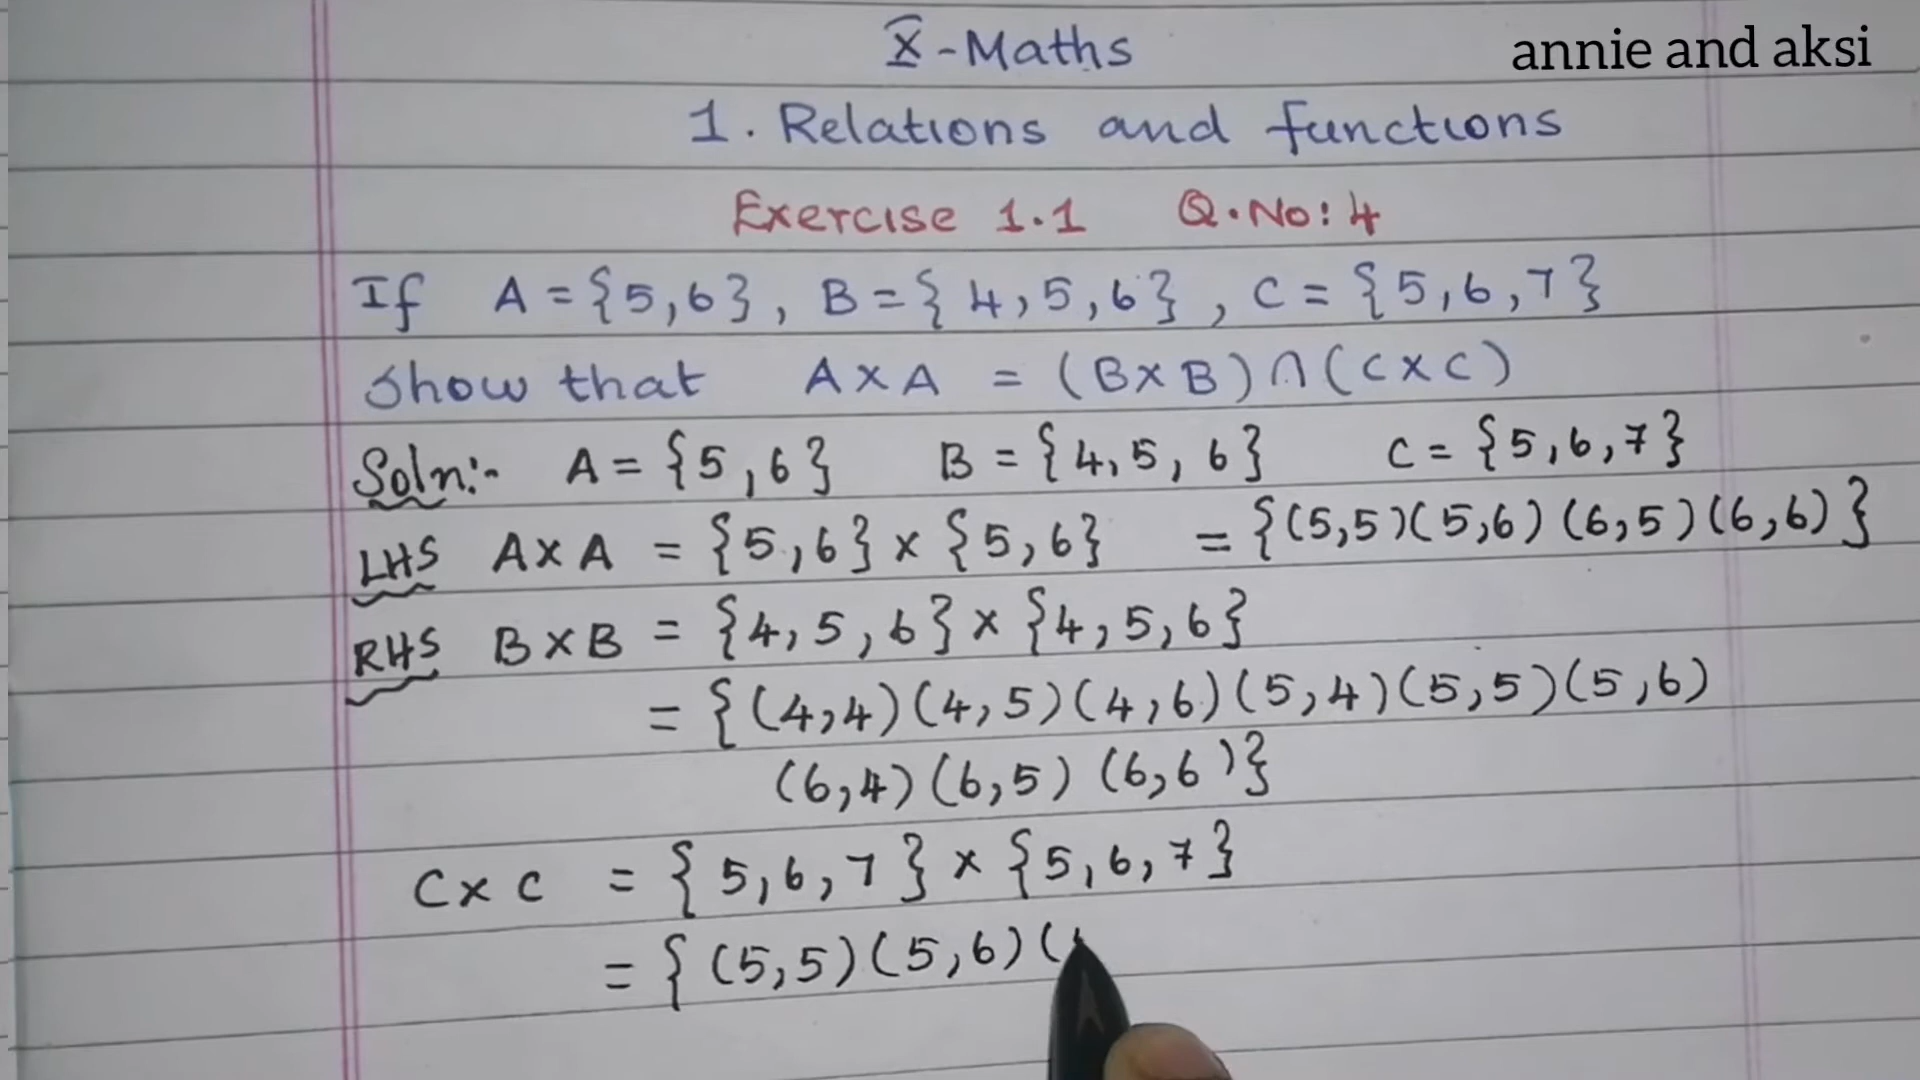 X-Maths
annie and aksi
1. Relations and functions
Exercise 1.1 Q.No: 4
If A = {5,6}, B = {4,5,6}, C = {5,6,7}
Show that A×A = (B×B)∩(C×C)
Soln:- A = {5,6} B = {4,5,6} C = {5,6,7}
LHS A×A = {5,6} × {5,6} = {(5,5)(5,6)(6,5)(6,6)}
RHS B×B = {4,5,6} × {4,5,6}
= {(4,4)(4,5)(4,6)(5,4)(5,5)(5,6)
(6,4)(6,5)(6,6)}
C×C = {5,6,7} × {5,6,7}
= {(5,5)(5,6)(